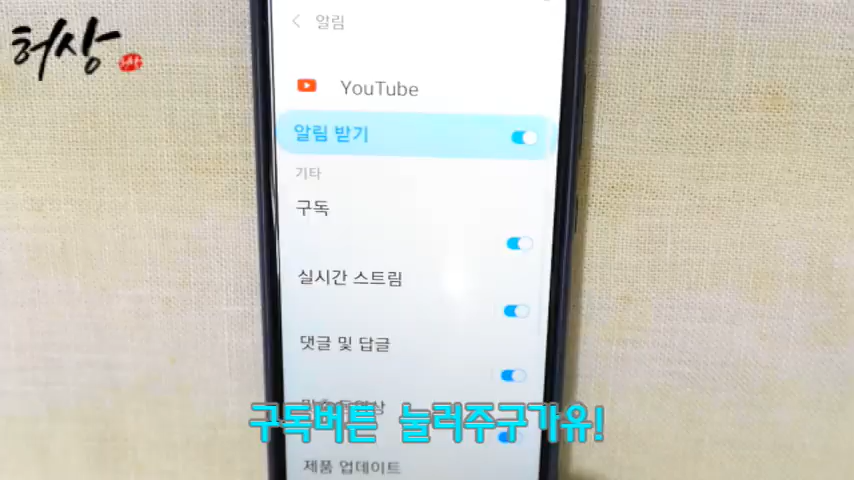 알림
허상
YouTube
알림 받기
기타
구독
실시간 스트림
댓글 및 답글
구독버튼 눌러주구가유!
제품 업데이트